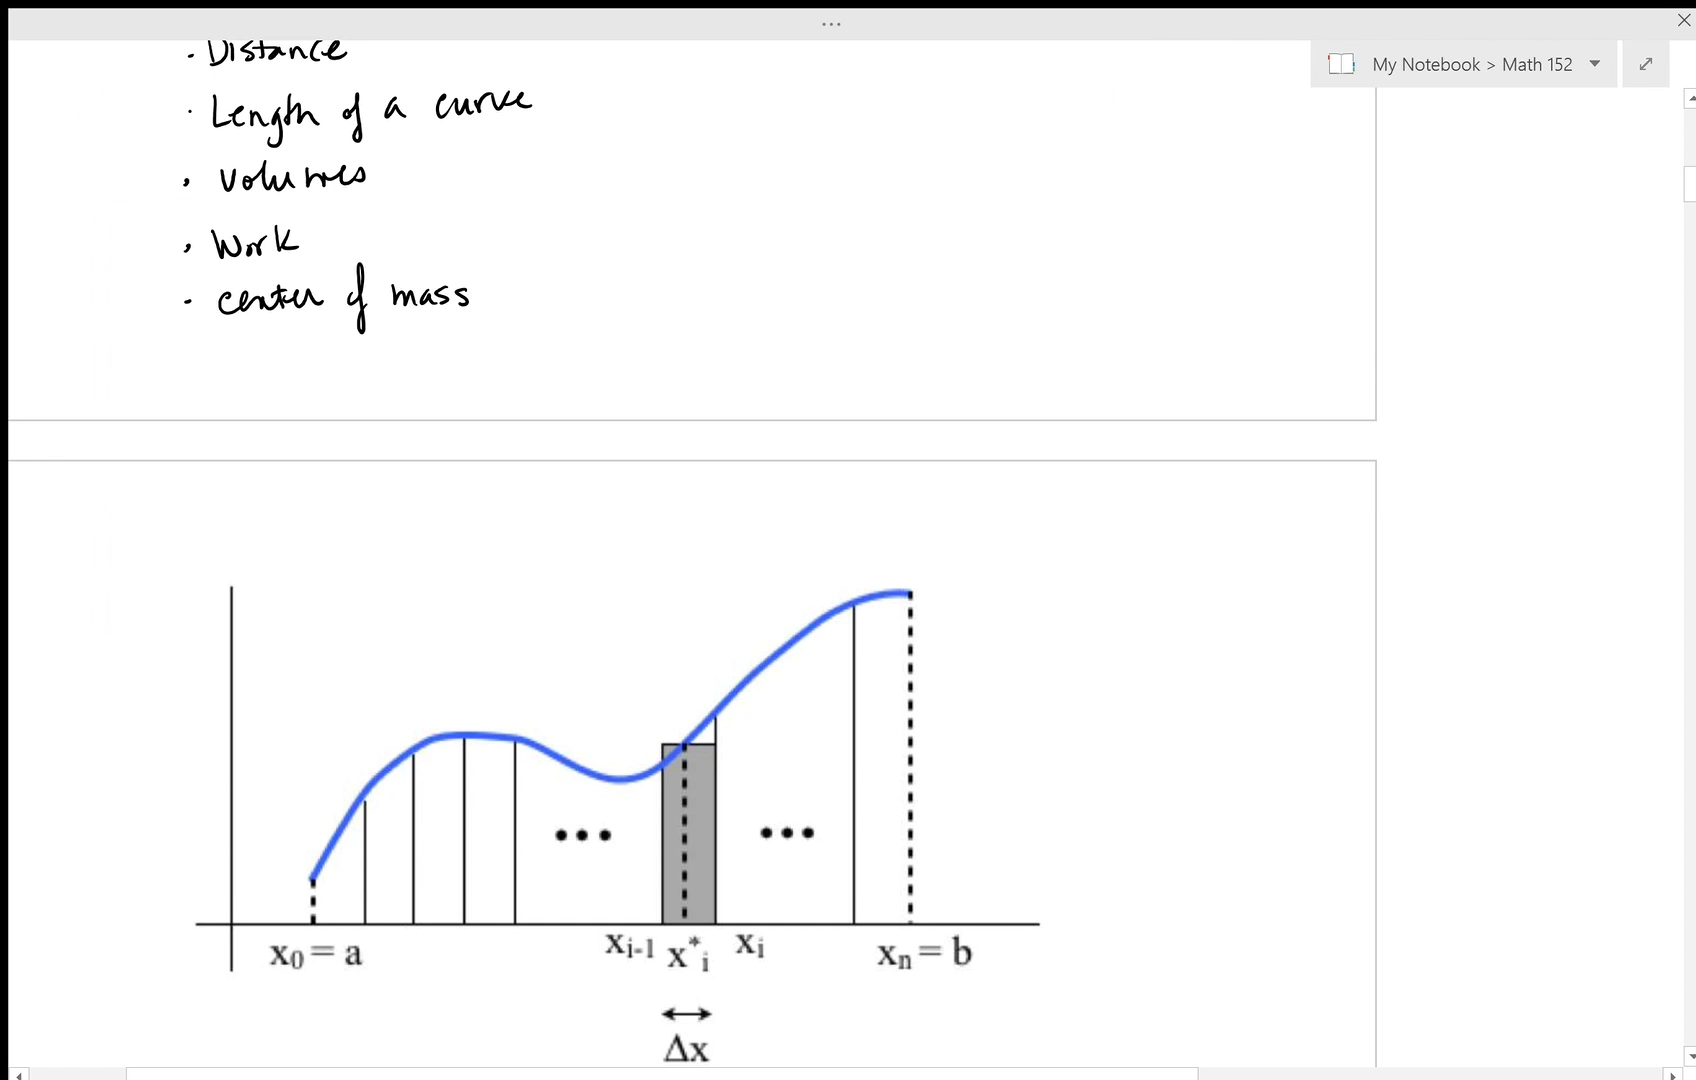 ...
My Notebook > Math 152
· Distance
· Length of a curve
· Volumes
· Work
· center of mass
x₀ = a xᵢ₋₁ x*ᵢ xᵢ xₙ = b
Δx